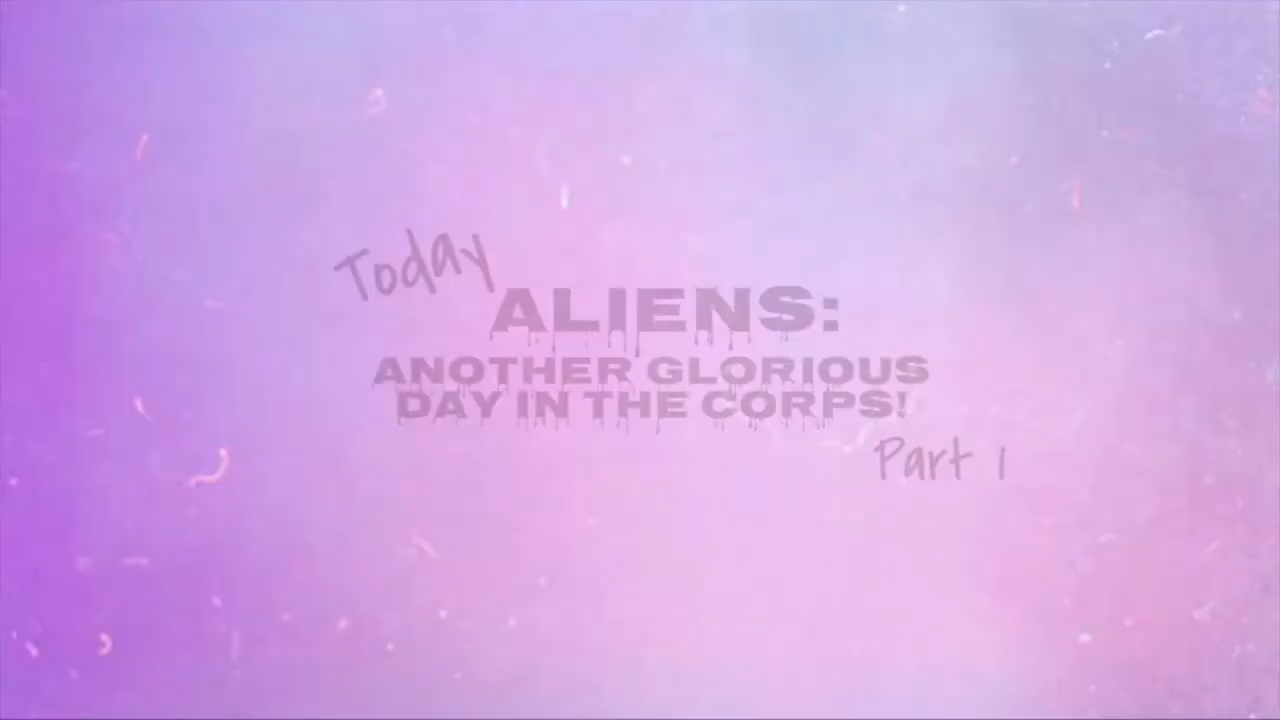 Today
ALIENS:
ANOTHER GLORIOUS
DAY IN THE CORPS!
Part 1